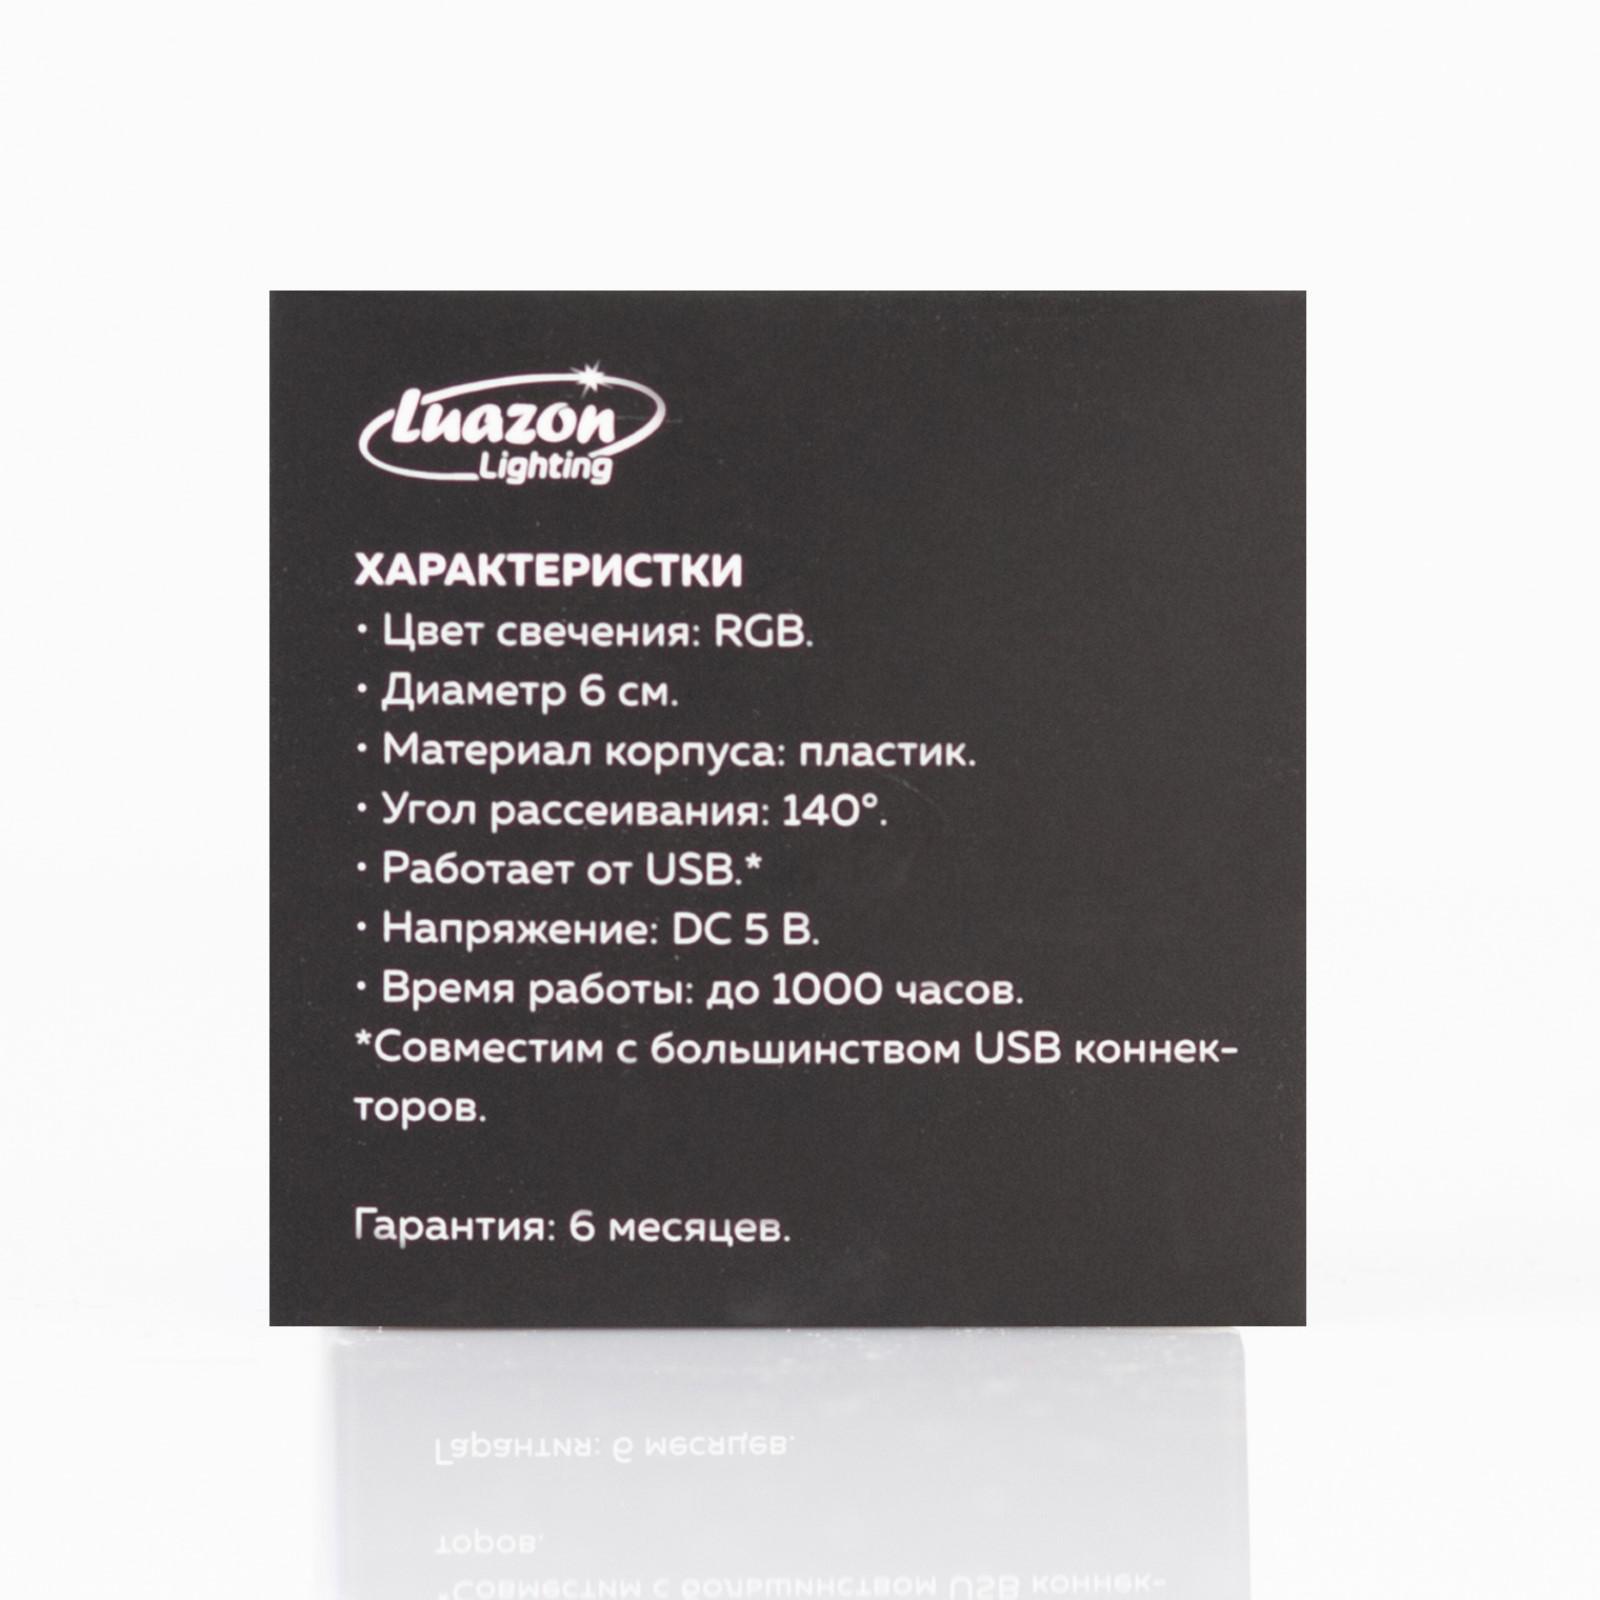 Luazon
Lighting
ХАРАКТЕРИСТКИ
• Цвет свечения: RGB.
• Диаметр 6 см.
• Материал корпуса: пластик.
• Угол рассеивания: 140°.
• Работает от USB.*
• Напряжение: DC 5 В.
• Время работы: до 1000 часов.
*Совместим с большинством USB коннек-
торов.
Гарантия: 6 месяцев.